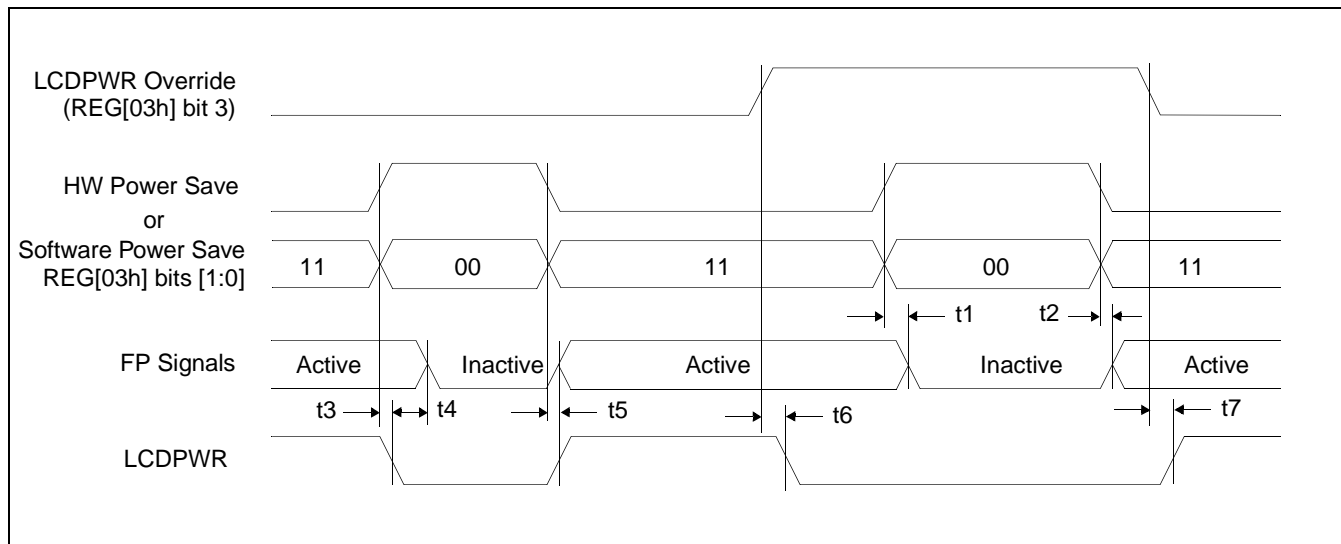 LCDPWR Override
(REG[03h] bit 3)
HW Power Save
or
Software Power Save
REG[03h] bits [1:0]
11
00
11
00
11
t1
t2
FP Signals
Active
Inactive
Active
Inactive
Active
t3
t4
t5
t6
t7
LCDPWR